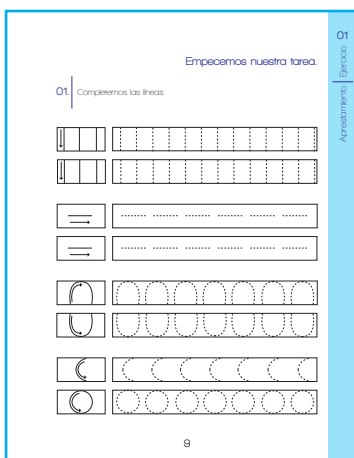 Empecemos nuestra tarea.
01. Completemos las líneas
01
Aprestamiento Ejercicio
9